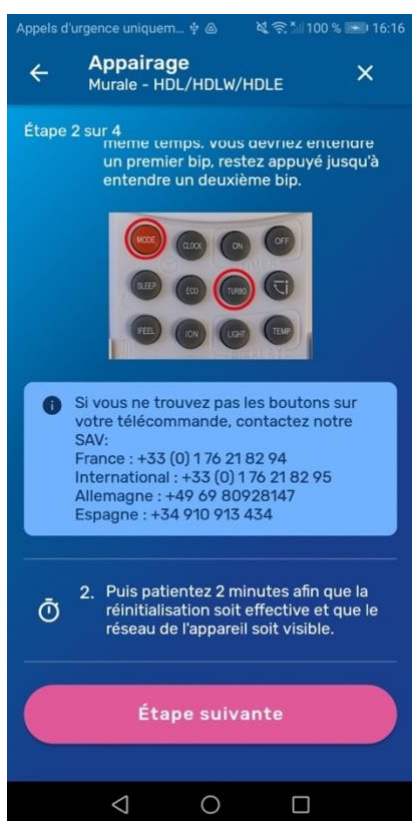 Appels d'urgence uniquem... 100 % 16:16
Appairage
Murale - HDL/HDLW/HDLE
Étape 2 sur 4
même temps. Vous devriez entendre
un premier bip, restez appuyé jusqu'à
entendre un deuxième bip.
MODE CLOCK ON OFF
SLEEP ECO TURBO
IFEEL ION LIGHT TEMP
Si vous ne trouvez pas les boutons sur
votre télécommande, contactez notre
SAV:
France : +33 (0) 1 76 21 82 94
International : +33 (0) 1 76 21 82 95
Allemagne : +49 69 80928147
Espagne : +34 910 913 434
2. Puis patientez 2 minutes afin que la
réinitialisation soit effective et que le
réseau de l'appareil soit visible.
Étape suivante